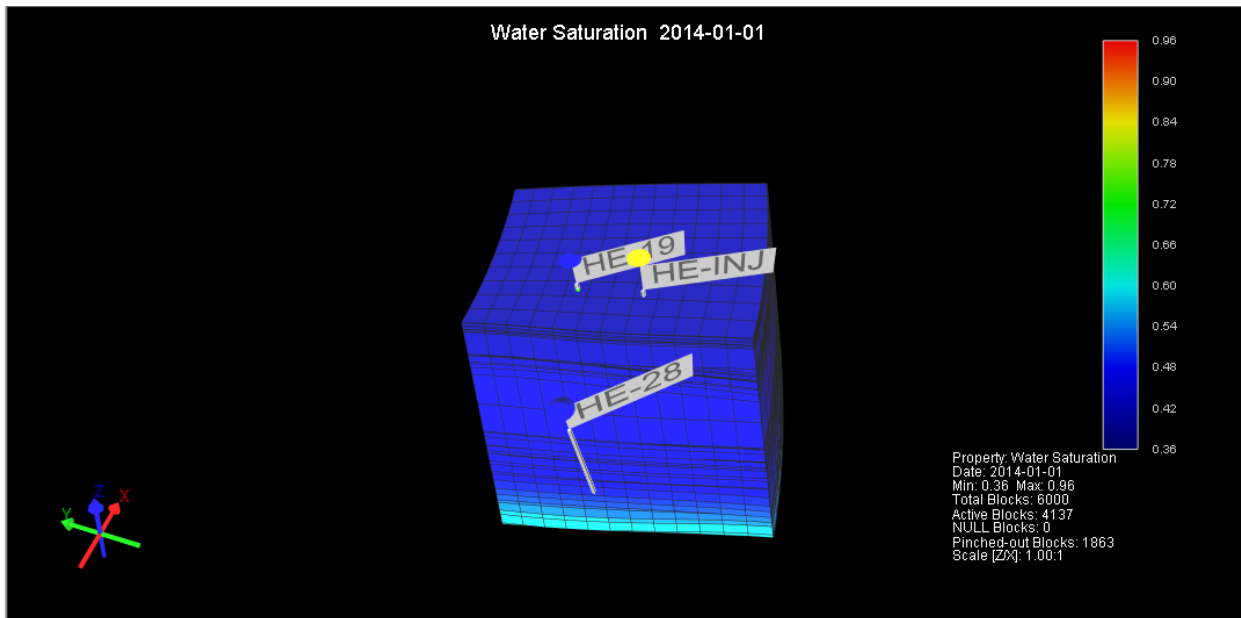 Water Saturation 2014-01-01
0.96
0.90
0.84
0.78
0.72
0.66
0.60
0.54
0.48
0.42
0.36
HE-19
HE-INJ
HE-28
Property: Water Saturation
Date: 2014-01-01
Min: 0.36 Max: 0.96
Total Blocks: 6000
Active Blocks: 4137
NULL Blocks: 0
Pinched-out Blocks: 1863
Scale [Z/X]: 1.00:1
Z
X
Y